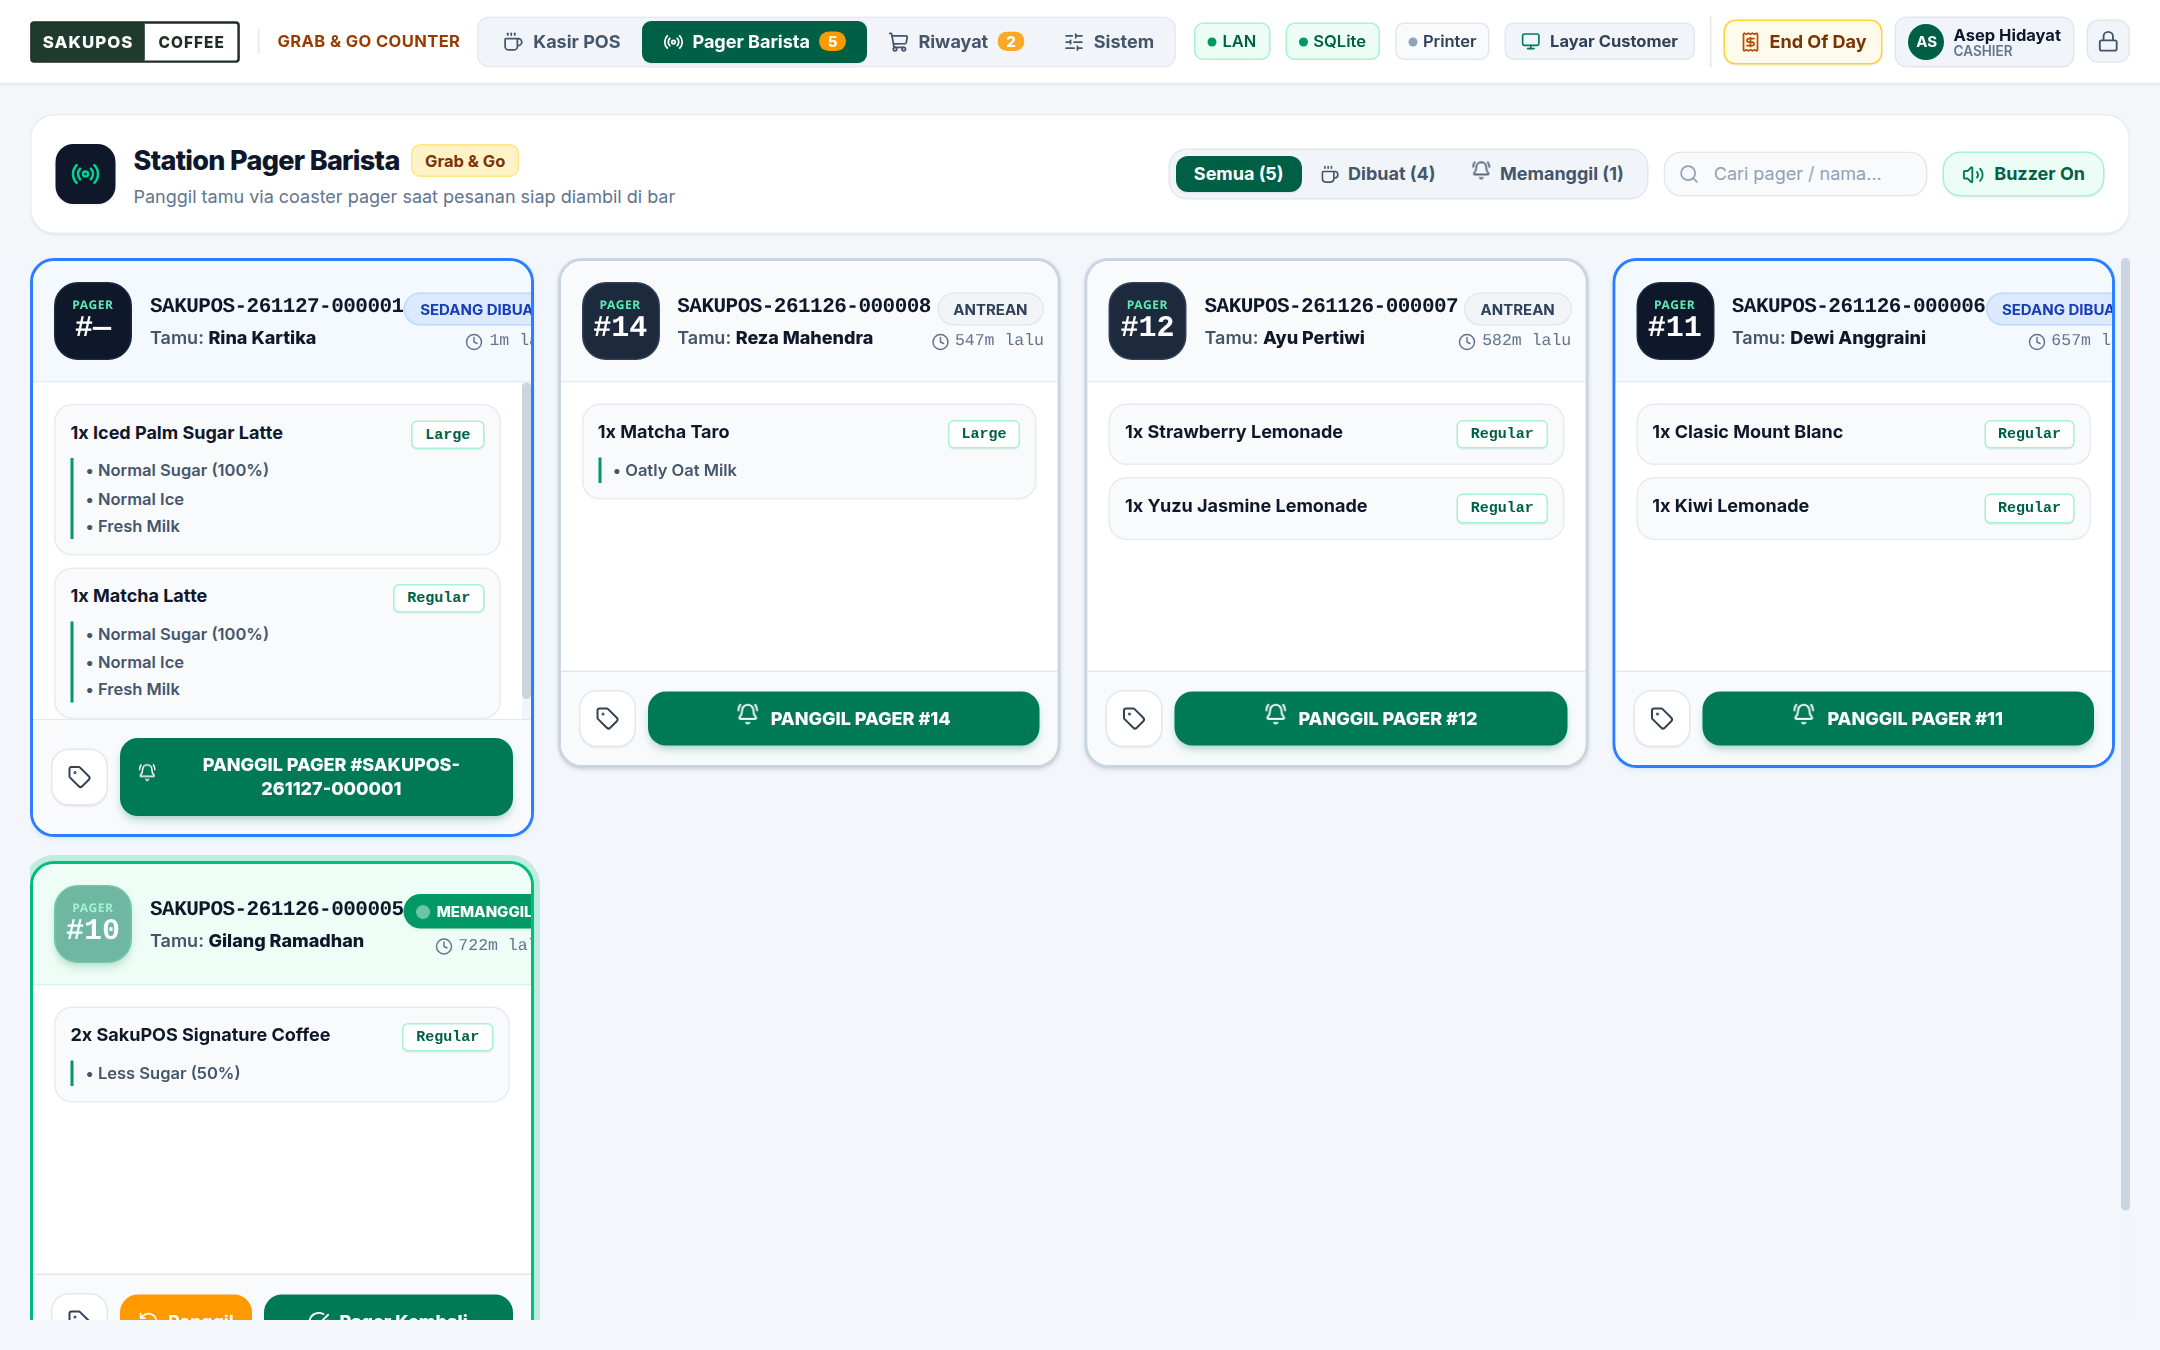 SAKUPOS COFFEE
GRAB & GO COUNTER
Kasir POS
Pager Barista 5
Riwayat 2
Sistem
LAN
SQLite
Printer
Layar Customer
End Of Day
AS
Asep Hidayat
CASHIER
Station Pager Barista
Grab & Go
Panggil tamu via coaster pager saat pesanan siap diambil di bar
Semua (5)
Dibuat (4)
Memanggil (1)
Cari pager / nama...
Buzzer On
PAGER
#—
SAKUPOS-261127-000001
SEDANG DIBUA
Tamu: Rina Kartika
1m la
1x Iced Palm Sugar Latte
Large
• Normal Sugar (100%)
• Normal Ice
• Fresh Milk
1x Matcha Latte
Regular
• Normal Sugar (100%)
• Normal Ice
• Fresh Milk
PANGGIL PAGER #SAKUPOS-
261127-000001
PAGER
#14
SAKUPOS-261126-000008
ANTREAN
Tamu: Reza Mahendra
547m lalu
1x Matcha Taro
Large
• Oatly Oat Milk
PANGGIL PAGER #14
PAGER
#12
SAKUPOS-261126-000007
ANTREAN
Tamu: Ayu Pertiwi
582m lalu
1x Strawberry Lemonade
Regular
1x Yuzu Jasmine Lemonade
Regular
PANGGIL PAGER #12
PAGER
#11
SAKUPOS-261126-000006
SEDANG DIBUA
Tamu: Dewi Anggraini
657m l
1x Clasic Mount Blanc
Regular
1x Kiwi Lemonade
Regular
PANGGIL PAGER #11
PAGER
#10
SAKUPOS-261126-000005
MEMANGGIL
Tamu: Gilang Ramadhan
722m la
2x SakuPOS Signature Coffee
Regular
• Less Sugar (50%)
Panggil
Pager Kembali